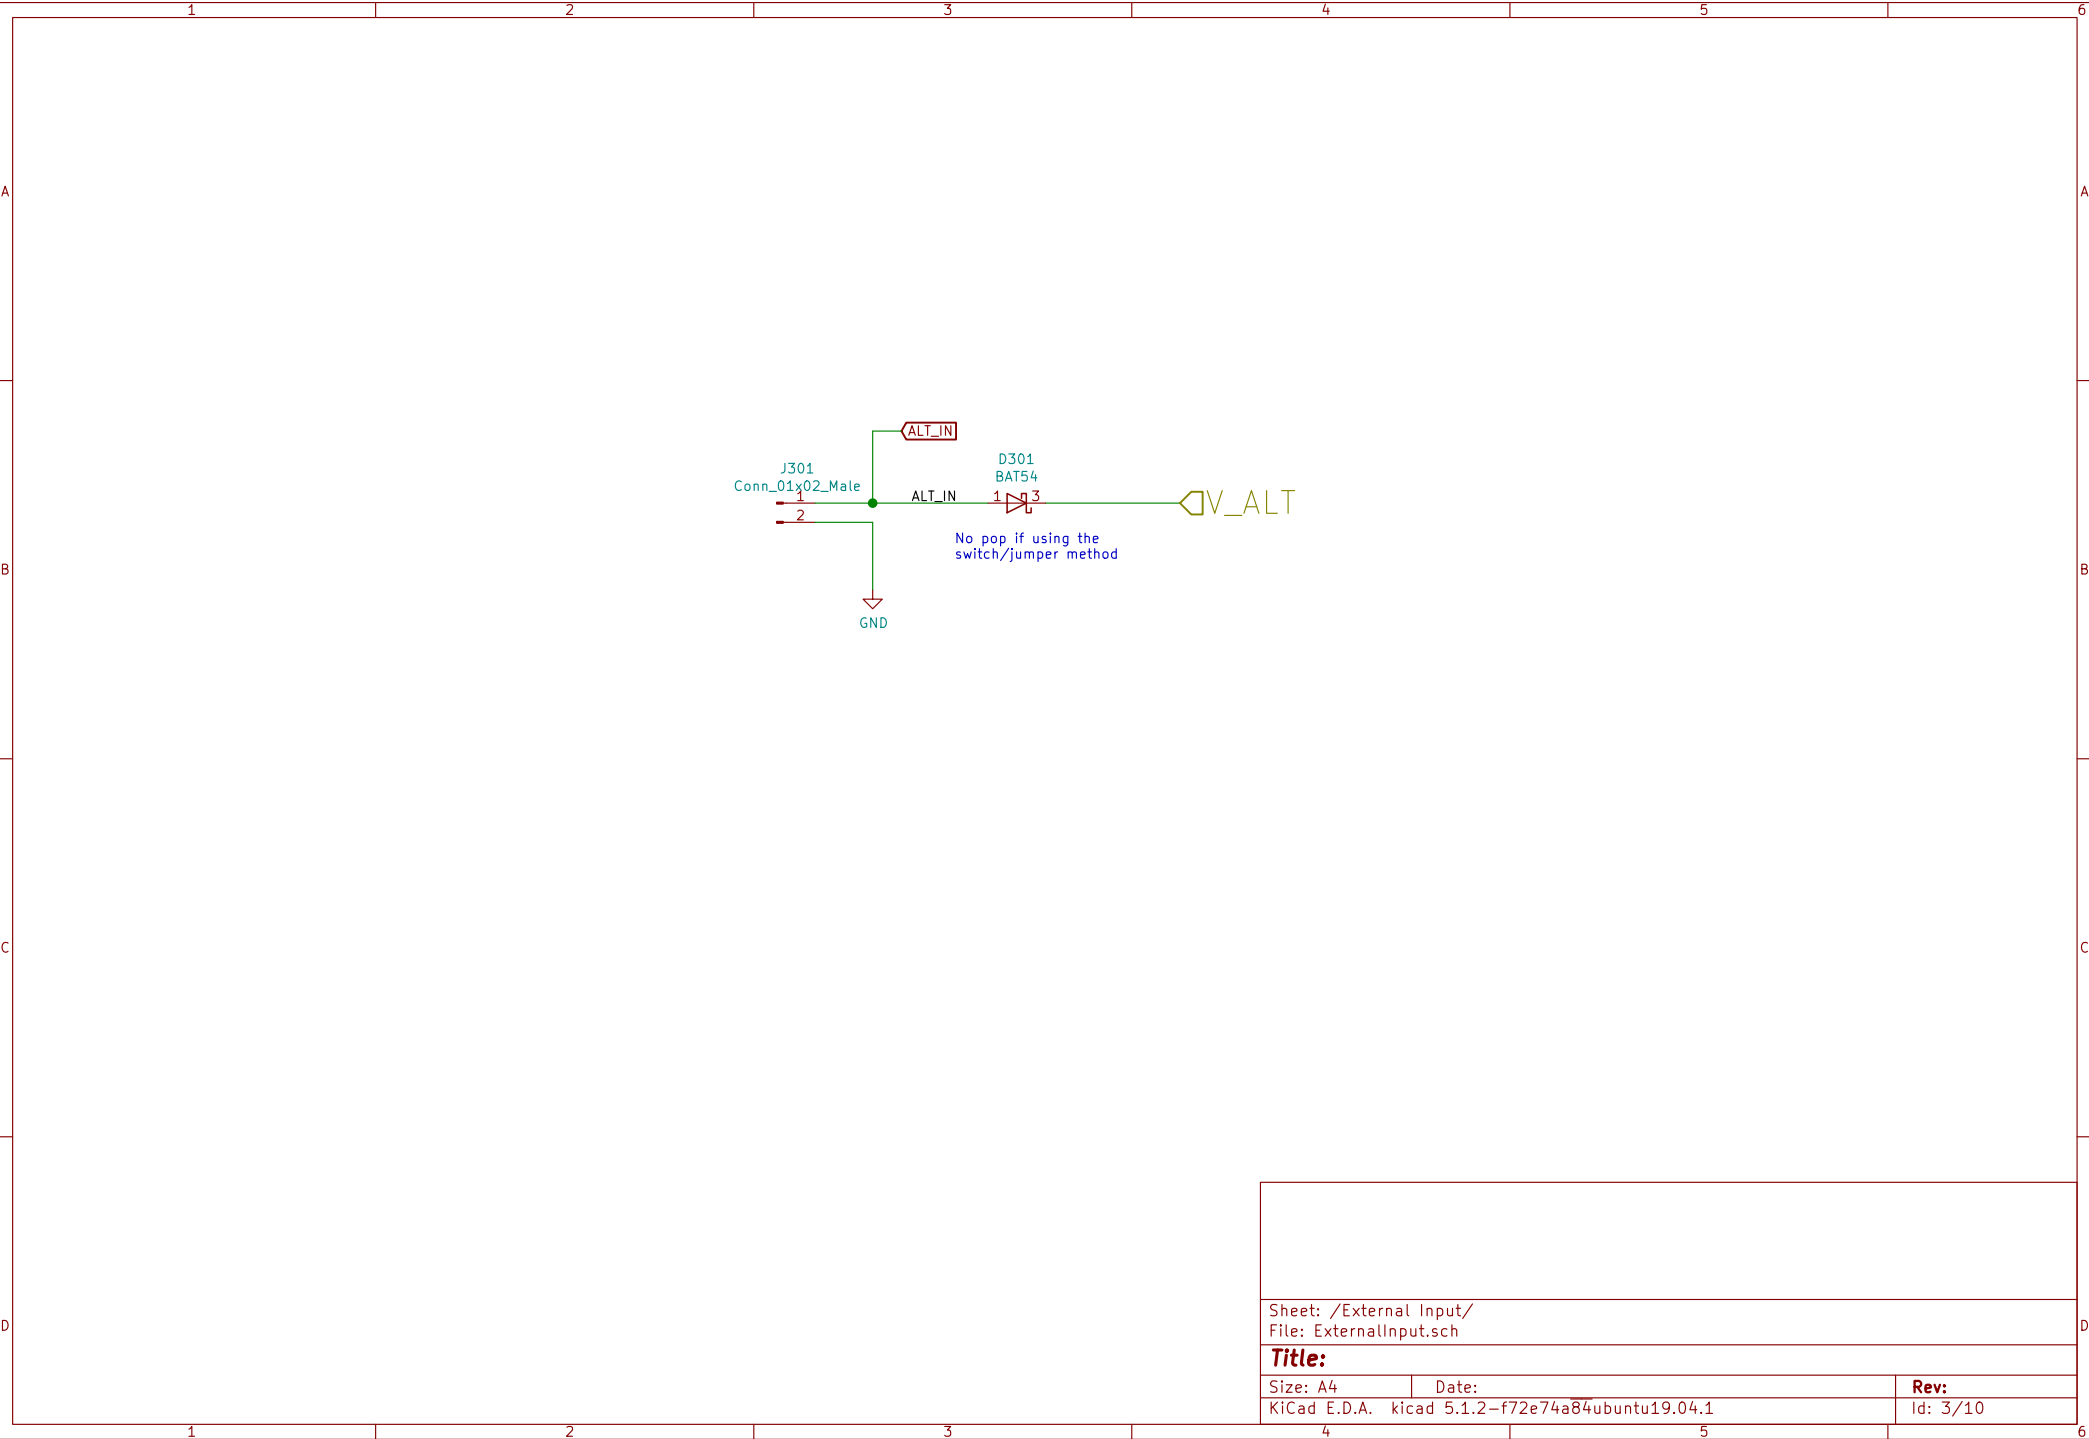 1 2 3 4 5 6
A A
ALT_IN
J301
Conn_01x02_Male
1
2
ALT_IN
D301
BAT54
1 3
V_ALT
No pop if using the
switch/jumper method
GND
B B
C C
D D
Sheet: /External Input/
File: ExternalInput.sch
Title:
Size: A4 Date: Rev:
KiCad E.D.A. kicad 5.1.2-f72e74a84ubuntu19.04.1 Id: 3/10
1 2 3 4 5 6